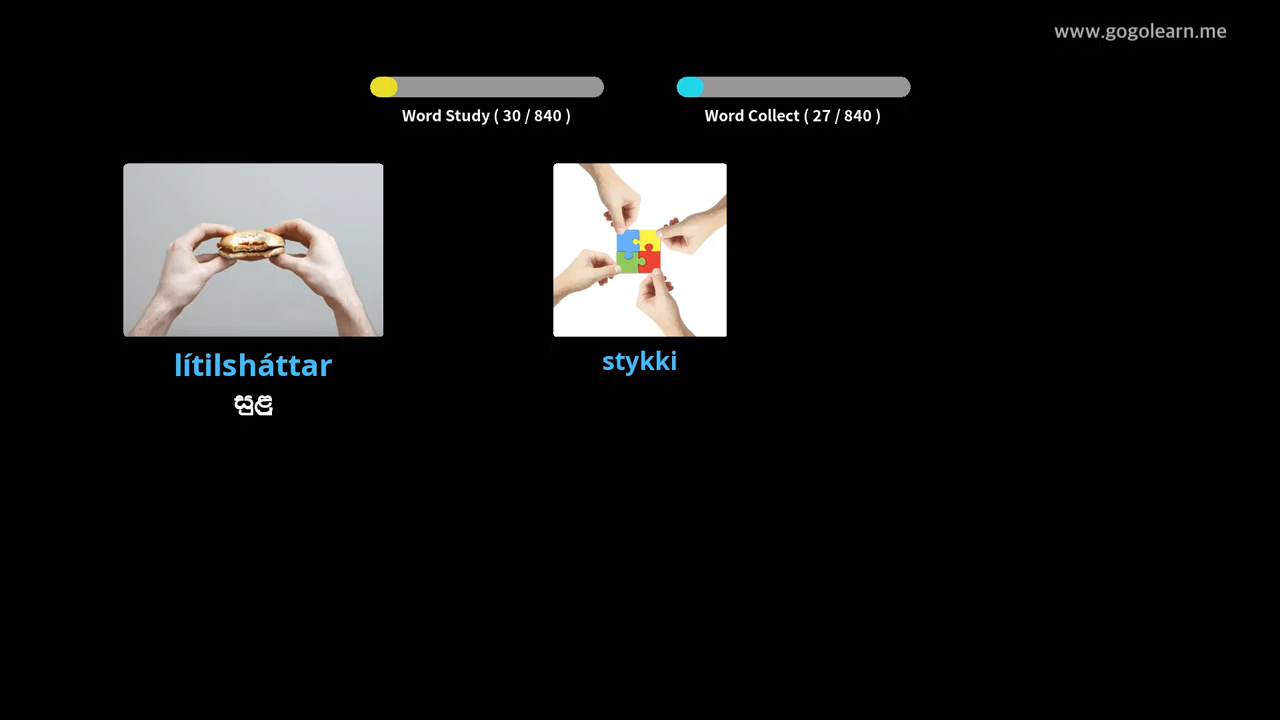 www.gogolearn.me
Word Study ( 30 / 840 )
Word Collect ( 27 / 840 )
lítilsháttar
සුළු
stykki